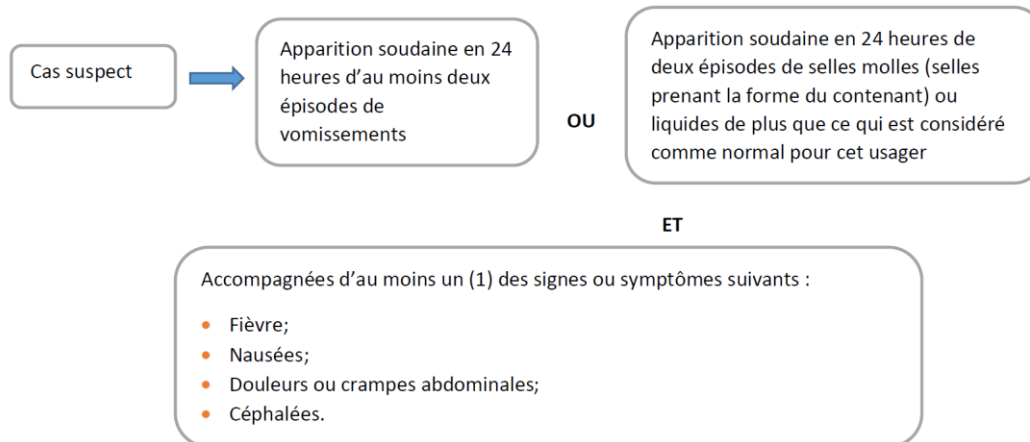 Cas suspect
Apparition soudaine en 24
heures d’au moins deux
épisodes de
vomissements
OU
Apparition soudaine en 24 heures de
deux épisodes de selles molles (selles
prenant la forme du contenant) ou
liquides de plus que ce qui est considéré
comme normal pour cet usager
ET
Accompagnées d’au moins un (1) des signes ou symptômes suivants :
• Fièvre;
• Nausées;
• Douleurs ou crampes abdominales;
• Céphalées.